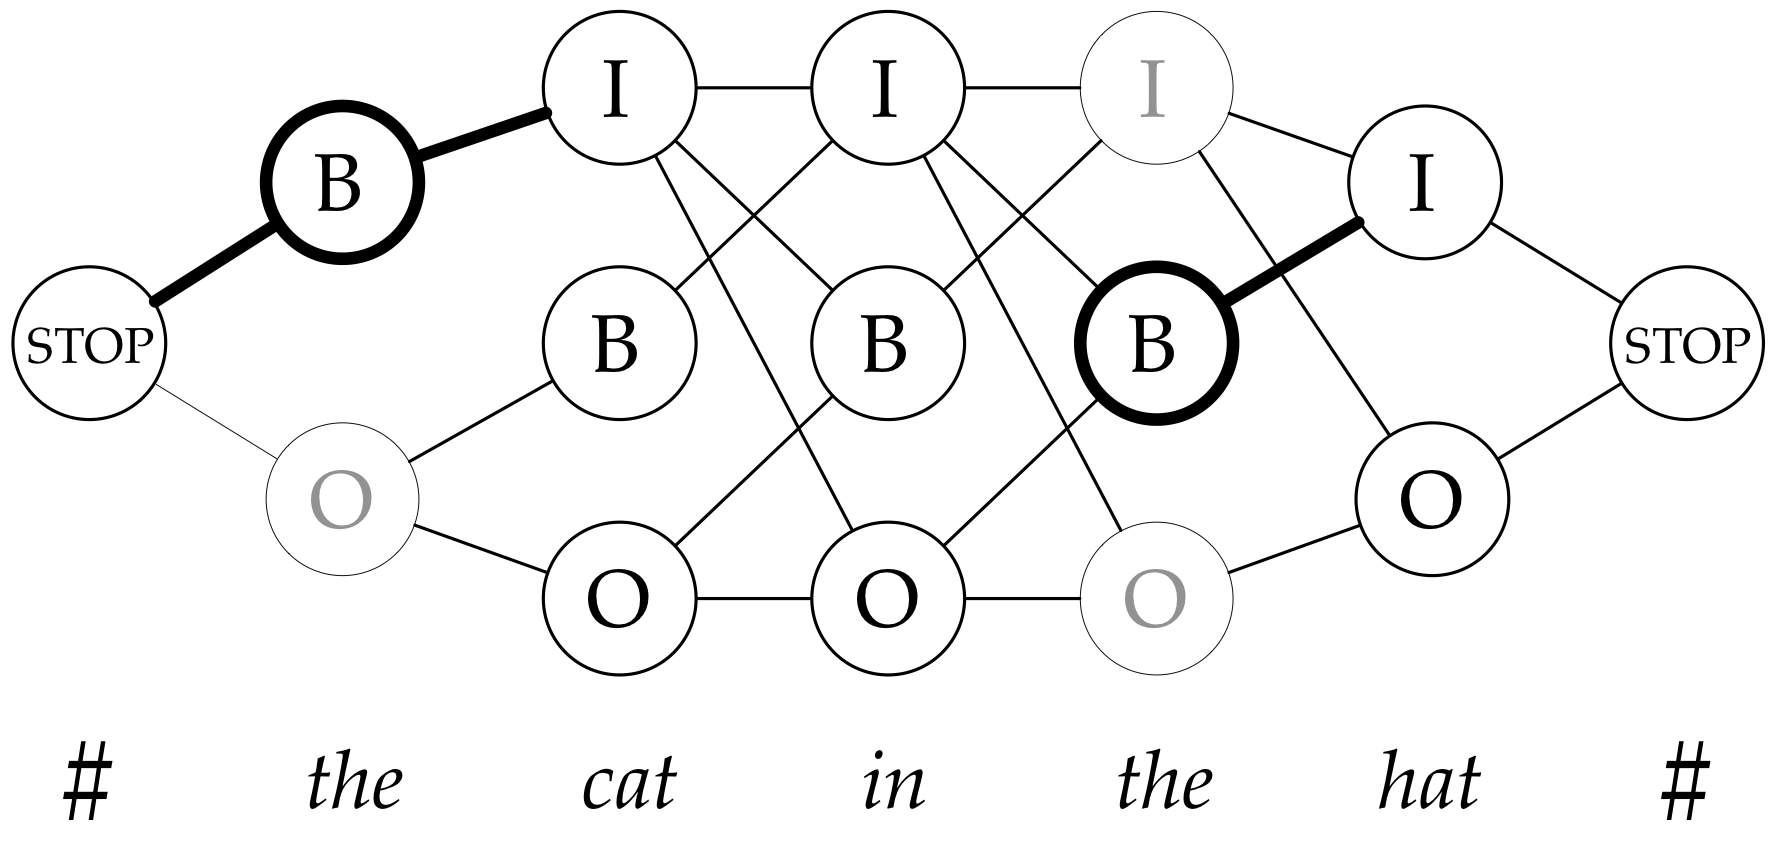 I I I
B I
STOP B B B STOP
O O
O O O
# the cat in the hat #